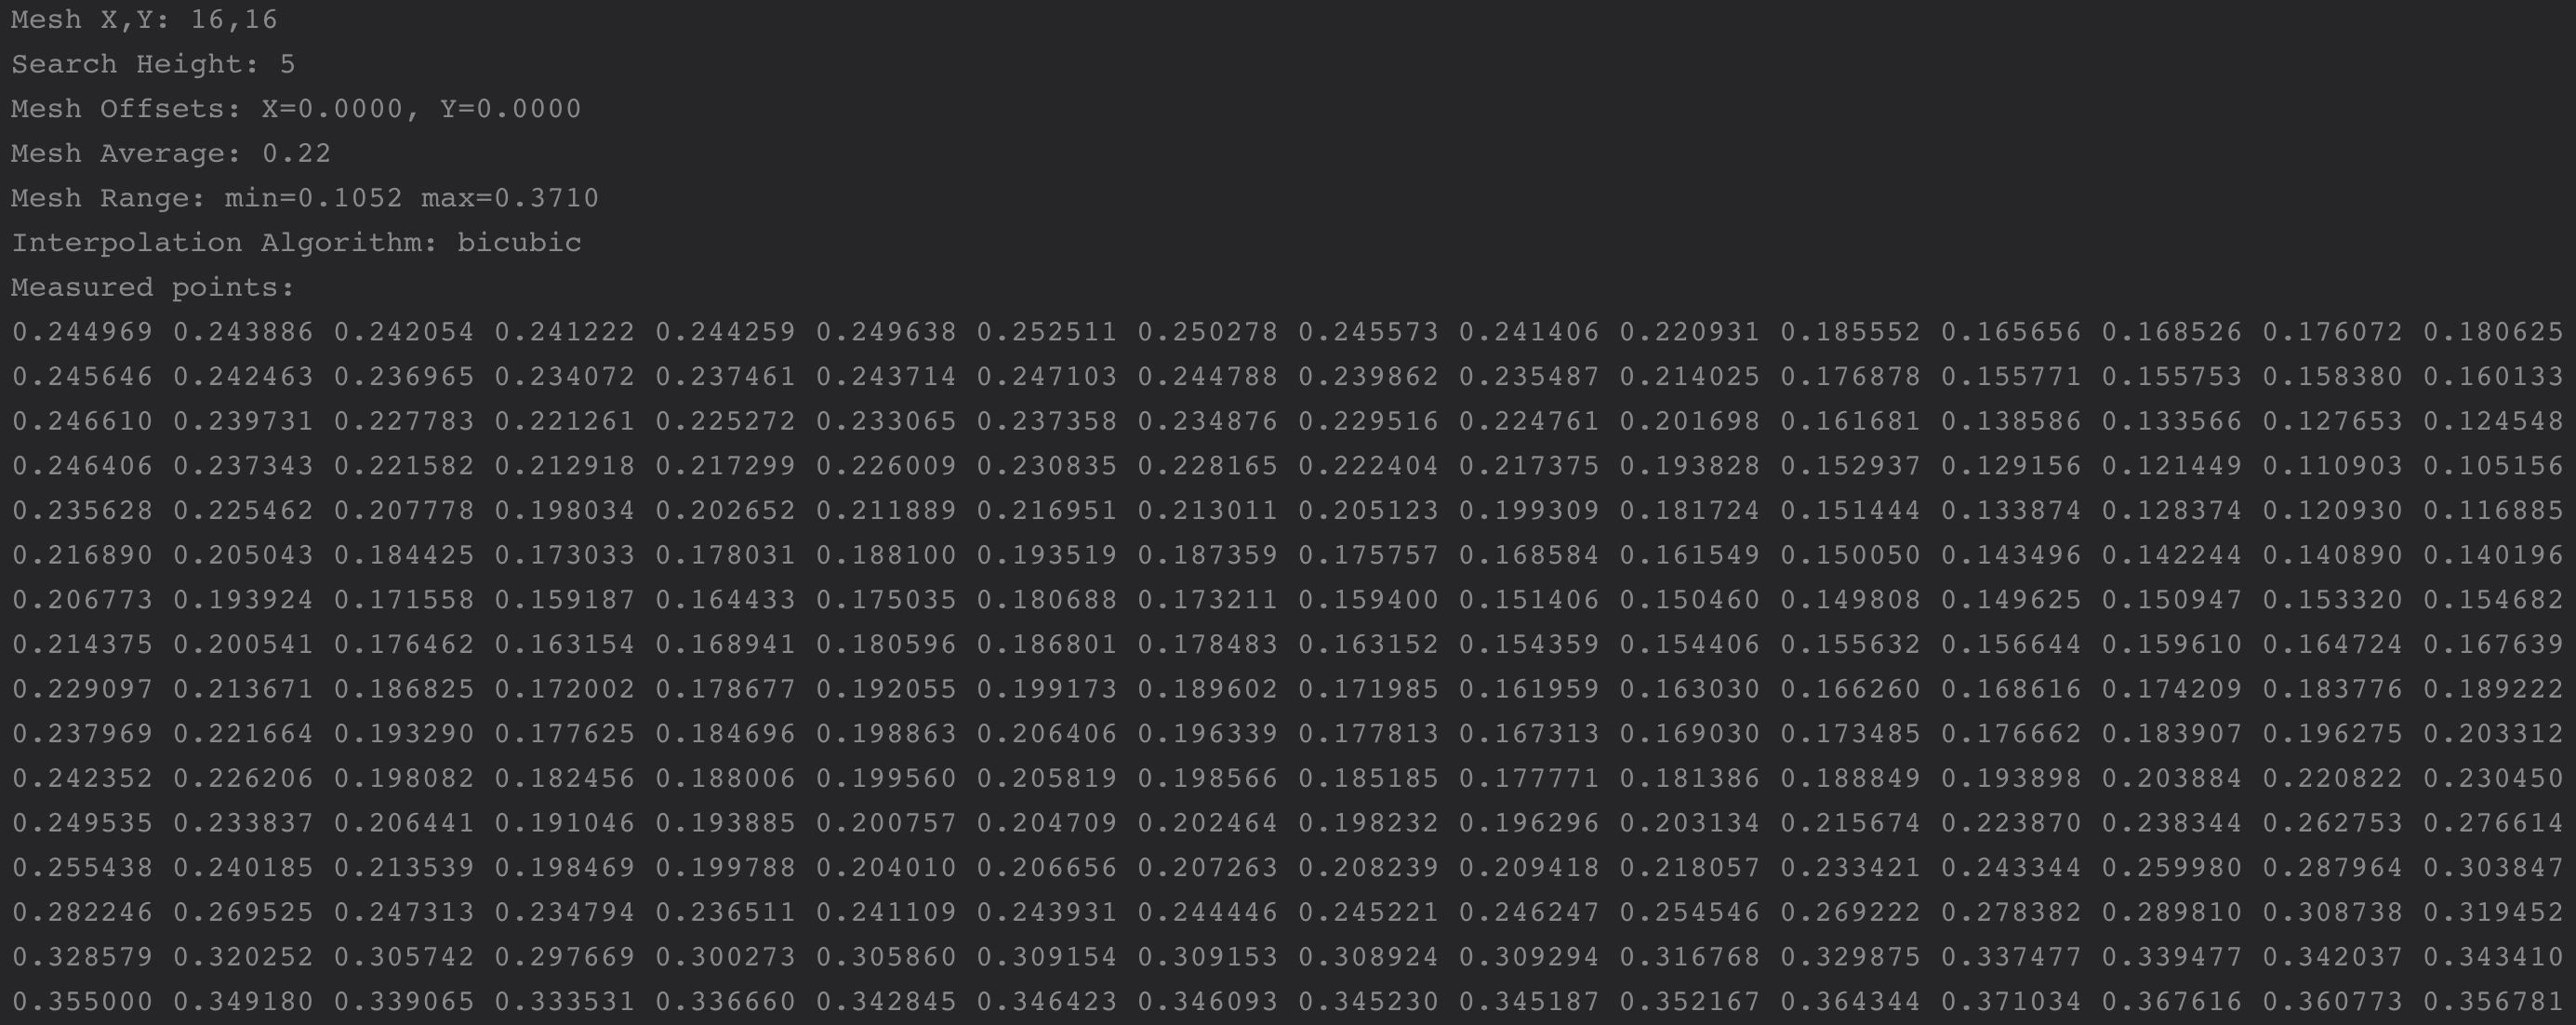 Mesh X,Y: 16,16
Search Height: 5
Mesh Offsets: X=0.0000, Y=0.0000
Mesh Average: 0.22
Mesh Range: min=0.1052 max=0.3710
Interpolation Algorithm: bicubic
Measured points:
0.244969 0.243886 0.242054 0.241222 0.244259 0.249638 0.252511 0.250278 0.245573 0.241406 0.220931 0.185552 0.165656 0.168526 0.176072 0.180625
0.245646 0.242463 0.236965 0.234072 0.237461 0.243714 0.247103 0.244788 0.239862 0.235487 0.214025 0.176878 0.155771 0.155753 0.158380 0.160133
0.246610 0.239731 0.227783 0.221261 0.225272 0.233065 0.237358 0.234876 0.229516 0.224761 0.201698 0.161681 0.138586 0.133566 0.127653 0.124548
0.246406 0.237343 0.221582 0.212918 0.217299 0.226009 0.230835 0.228165 0.222404 0.217375 0.193828 0.152937 0.129156 0.121449 0.110903 0.105156
0.235628 0.225462 0.207778 0.198034 0.202652 0.211889 0.216951 0.213011 0.205123 0.199309 0.181724 0.151444 0.133874 0.128374 0.120930 0.116885
0.216890 0.205043 0.184425 0.173033 0.178031 0.188100 0.193519 0.187359 0.175757 0.168584 0.161549 0.150050 0.143496 0.142244 0.140890 0.140196
0.206773 0.193924 0.171558 0.159187 0.164433 0.175035 0.180688 0.173211 0.159400 0.151406 0.150460 0.149808 0.149625 0.150947 0.153320 0.154682
0.214375 0.200541 0.176462 0.163154 0.168941 0.180596 0.186801 0.178483 0.163152 0.154359 0.154406 0.155632 0.156644 0.159610 0.164724 0.167639
0.229097 0.213671 0.186825 0.172002 0.178677 0.192055 0.199173 0.189602 0.171985 0.161959 0.163030 0.166260 0.168616 0.174209 0.183776 0.189222
0.237969 0.221664 0.193290 0.177625 0.184696 0.198863 0.206406 0.196339 0.177813 0.167313 0.169030 0.173485 0.176662 0.183907 0.196275 0.203312
0.242352 0.226206 0.198082 0.182456 0.188006 0.199560 0.205819 0.198566 0.185185 0.177771 0.181386 0.188849 0.193898 0.203884 0.220822 0.230450
0.249535 0.233837 0.206441 0.191046 0.193885 0.200757 0.204709 0.202464 0.198232 0.196296 0.203134 0.215674 0.223870 0.238344 0.262753 0.276614
0.255438 0.240185 0.213539 0.198469 0.199788 0.204010 0.206656 0.207263 0.208239 0.209418 0.218057 0.233421 0.243344 0.259980 0.287964 0.303847
0.282246 0.269525 0.247313 0.234794 0.236511 0.241109 0.243931 0.244446 0.245221 0.246247 0.254546 0.269222 0.278382 0.289810 0.308738 0.319452
0.328579 0.320252 0.305742 0.297669 0.300273 0.305860 0.309154 0.309153 0.308924 0.309294 0.316768 0.329875 0.337477 0.339477 0.342037 0.343410
0.355000 0.349180 0.339065 0.333531 0.336660 0.342845 0.346423 0.346093 0.345230 0.345187 0.352167 0.364344 0.371034 0.367616 0.360773 0.356781